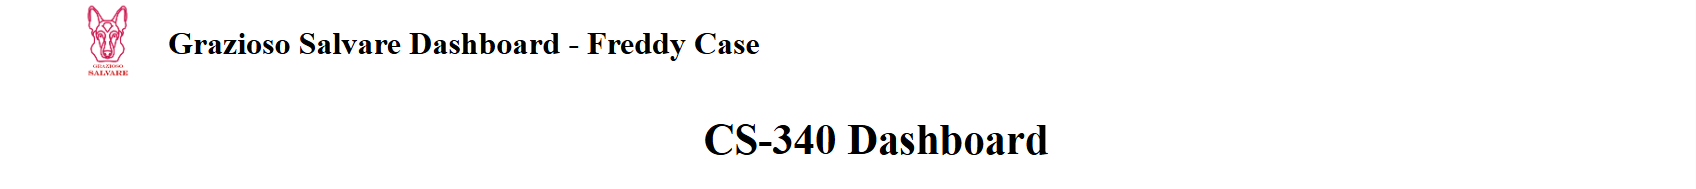 GRAZIOSO
SALVARE
Grazioso Salvare Dashboard - Freddy Case
CS-340 Dashboard